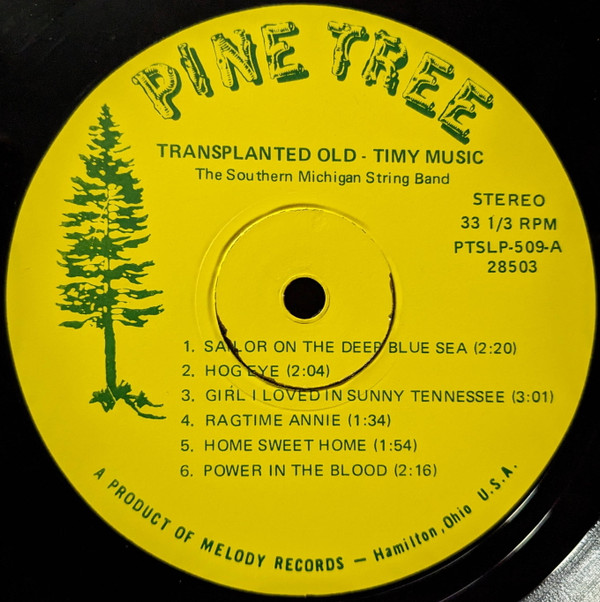 PINE TREE
TRANSPLANTED OLD - TIMY MUSIC
The Southern Michigan String Band
STEREO
33 1/3 RPM
PTSLP-509-A
28503
1. SAILOR ON THE DEEP BLUE SEA (2:20)
2. HOG EYE (2:04)
3. GIRL I LOVED IN SUNNY TENNESSEE (3:01)
4. RAGTIME ANNIE (1:34)
5. HOME SWEET HOME (1:54)
6. POWER IN THE BLOOD (2:16)
A PRODUCT OF MELODY RECORDS — Hamilton, Ohio U.S.A.